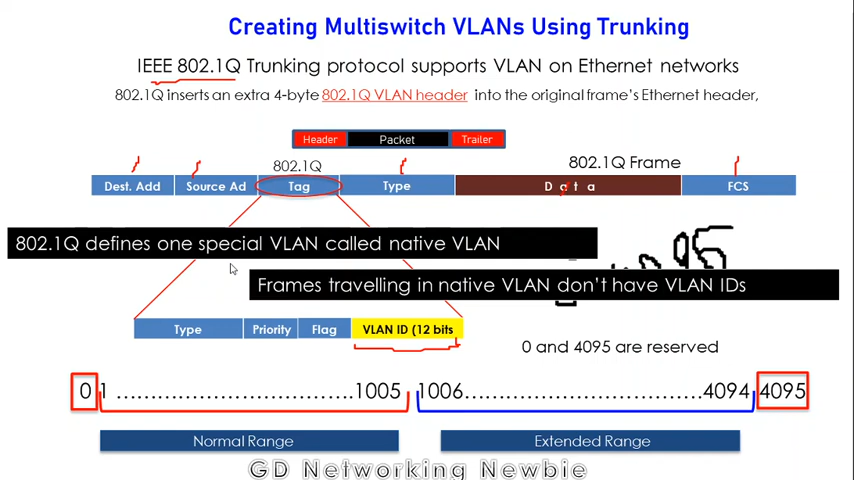 Creating Multiswitch VLANs Using Trunking
IEEE 802.1Q Trunking protocol supports VLAN on Ethernet networks
802.1Q inserts an extra 4-byte 802.1Q VLAN header into the original frame's Ethernet header,
Header Packet Trailer
802.1Q 802.1Q Frame
Dest. Add Source Ad Tag Type Data FCS
802.1Q defines one special VLAN called native VLAN
Frames travelling in native VLAN don't have VLAN IDs
Type Priority Flag VLAN ID (12 bits
0 and 4095 are reserved
0 1 ....................................1005 1006....................................4094 4095
Normal Range Extended Range
GD Networking Newbie